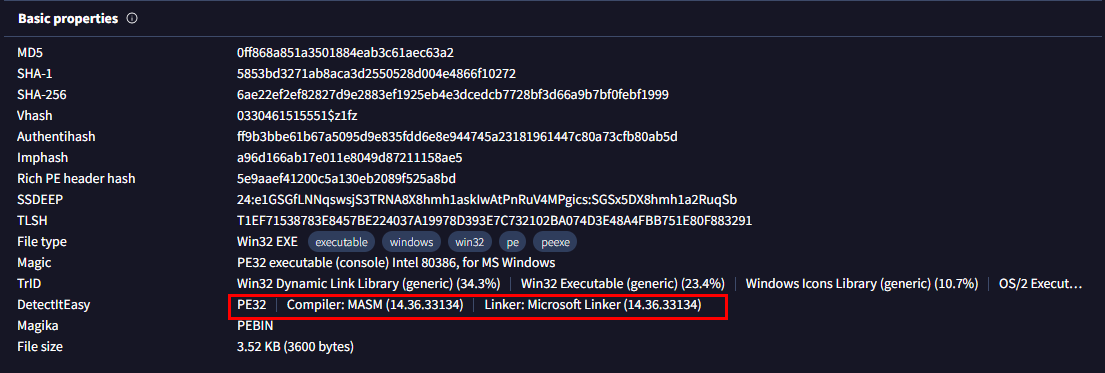 Basic properties
MD5 0ff868a851a3501884eab3c61aec63a2
SHA-1 5853bd3271ab8aca3d2550528d004e4866f10272
SHA-256 6ae22ef2ef82827d9e2883ef1925eb4e3dcedcb7728bf3d66a9b7bf0febf1999
Vhash 0330461515551$z1fz
Authentihash ff9b3bbe61b67a5095d9e835fdd6e8e944745a23181961447c80a73cfb80ab5d
Imphash a96d166ab17e011e8049d87211158ae5
Rich PE header hash 5e9aaef41200c5a130eb2089f525a8bd
SSDEEP 24:e1GSGfLNNqswsjS3TRNA8X8hmh1askIwAtPnRuV4MPgics:SGSx5DX8hmh1a2RuqSb
TLSH T1EF71538783E8457BE224037A19978D393E7C732102BA074D3E48A4FBB751E80F883291
File type Win32 EXE executable windows win32 pe peexe
Magic PE32 executable (console) Intel 80386, for MS Windows
TrID Win32 Dynamic Link Library (generic) (34.3%) Win32 Executable (generic) (23.4%) Windows Icons Library (generic) (10.7%) OS/2 Execut...
DetectItEasy PE32 Compiler: MASM (14.36.33134) Linker: Microsoft Linker (14.36.33134)
Magika PEBIN
File size 3.52 KB (3600 bytes)